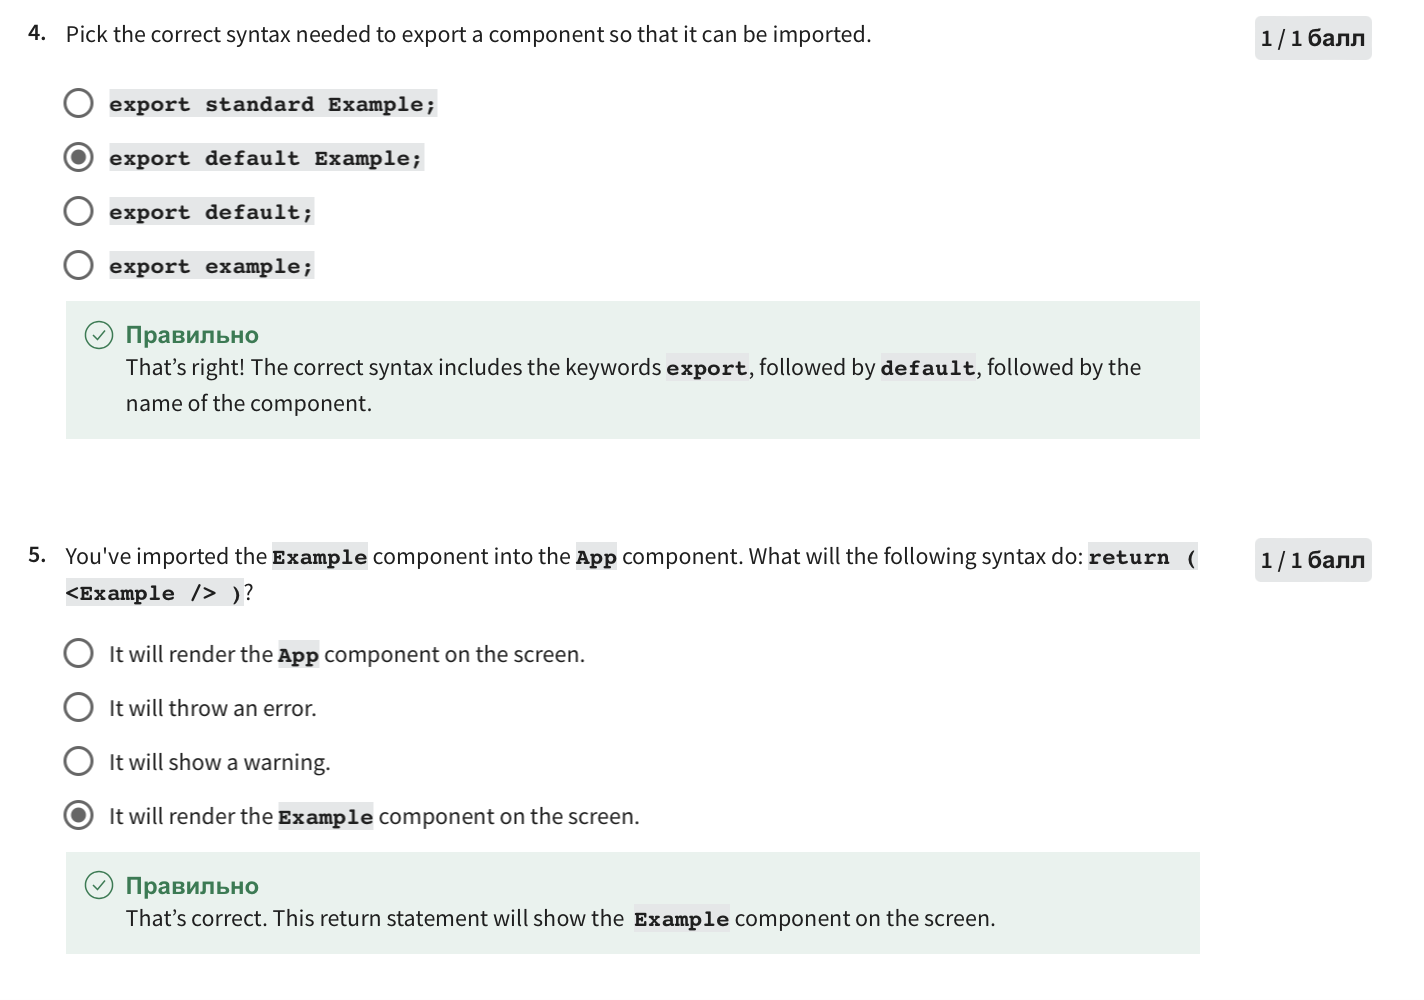 4. Pick the correct syntax needed to export a component so that it can be imported.
1 / 1 балл
export standard Example;
export default Example;
export default;
export example;
Правильно
That’s right! The correct syntax includes the keywords export, followed by default, followed by the
name of the component.
5. You've imported the Example component into the App component. What will the following syntax do: return (
1 / 1 балл
<Example /> )?
It will render the App component on the screen.
It will throw an error.
It will show a warning.
It will render the Example component on the screen.
Правильно
That’s correct. This return statement will show the Example component on the screen.